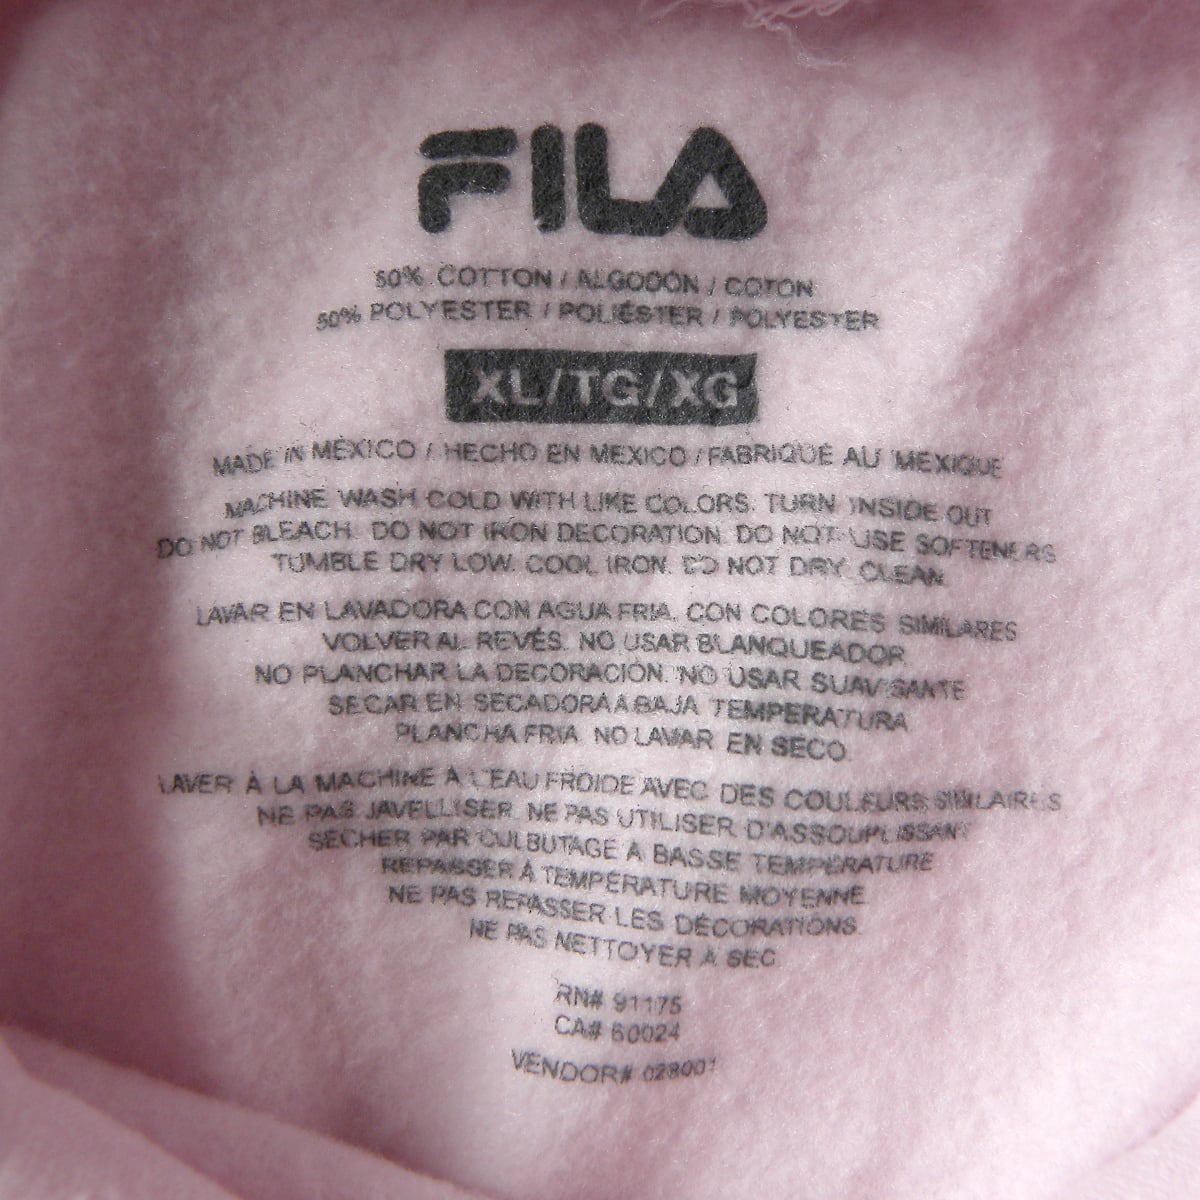 FILA
50% COTTON / ALGODÓN / COTON
50% POLYESTER / POLIÉSTER / POLYESTER
XL/TG/XG
MADE IN MEXICO / HECHO EN MEXICO / FABRIQUÉ AU MEXIQUE
MACHINE WASH COLD WITH LIKE COLORS. TURN INSIDE OUT
DO NOT BLEACH. DO NOT IRON DECORATION. DO NOT USE SOFTENERS
TUMBLE DRY LOW. COOL IRON. DO NOT DRY CLEAN
LAVAR EN LAVADORA CON AGUA FRIA. CON COLORES SIMILARES
VOLVER AL REVÉS. NO USAR BLANQUEADOR
NO PLANCHAR LA DECORACIÓN. NO USAR SUAVISANTE
SECAR EN SECADORA A BAJA TEMPERATURA
PLANCHA FRIA. NO LAVAR EN SECO.
LAVER À LA MACHINE À L'EAU FROIDE AVEC DES COULEURS SIMILAIRES
NE PAS JAVELLISER. NE PAS UTILISER D'ASSOUPLISSANT
SÉCHER PAR CULBUTAGE À BASSE TEMPÉRATURE
REPASSER À TEMPÉRATURE MOYENNE
NE PAS REPASSER LES DÉCORATIONS.
NE PAS NETTOYER À SEC
RN# 91175
CA# 60024
VENDOR# 028001